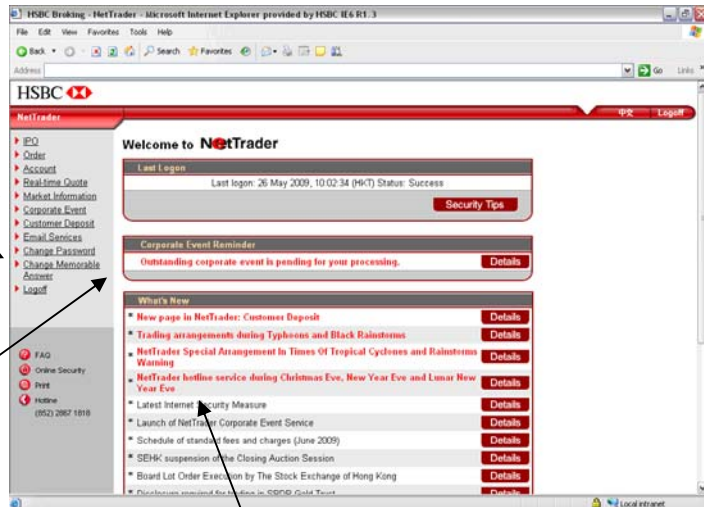 HSBC Broking - NetTrader - Microsoft Internet Explorer provided by HSBC IE6 R1.3
File Edit View Favorites Tools Help
Back Search Favorites
Address Go Links
HSBC
NetTrader 中文 Logoff
IPO
Order
Account
Real-time Quote
Market Information
Corporate Event
Customer Deposit
Email Services
Change Password
Change Memorable
Answer
Logoff
FAQ
Online Security
Print
Hotline
(852) 2867 1818
Welcome to NetTrader
Last Logon
Last logon: 26 May 2009, 10:02:34 (HKT) Status: Success
Security Tips
Corporate Event Reminder
Outstanding corporate event is pending for your processing. Details
What's New
New page in NetTrader: Customer Deposit Details
Trading arrangements during Typhoons and Black Rainstorms Details
NetTrader Special Arrangement In Times Of Tropical Cyclones and Rainstorms
Warning Details
NetTrader hotline service during Christmas Eve, New Year Eve and Lunar New
Year Eve Details
Latest Internet Security Measure Details
Launch of NetTrader Corporate Event Service Details
Schedule of standard fees and charges (June 2009) Details
SEHK suspension of the Closing Auction Session Details
Board Lot Order Execution by The Stock Exchange of Hong Kong Details
Disclosure required for trading in SPDR Gold Trust Details
Local intranet